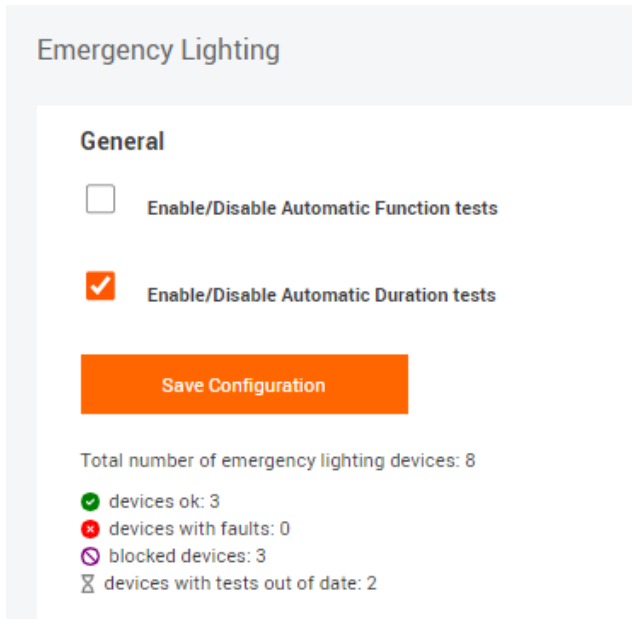 Emergency Lighting
General
Enable/Disable Automatic Function tests
Enable/Disable Automatic Duration tests
Save Configuration
Total number of emergency lighting devices: 8
devices ok: 3
devices with faults: 0
blocked devices: 3
devices with tests out of date: 2